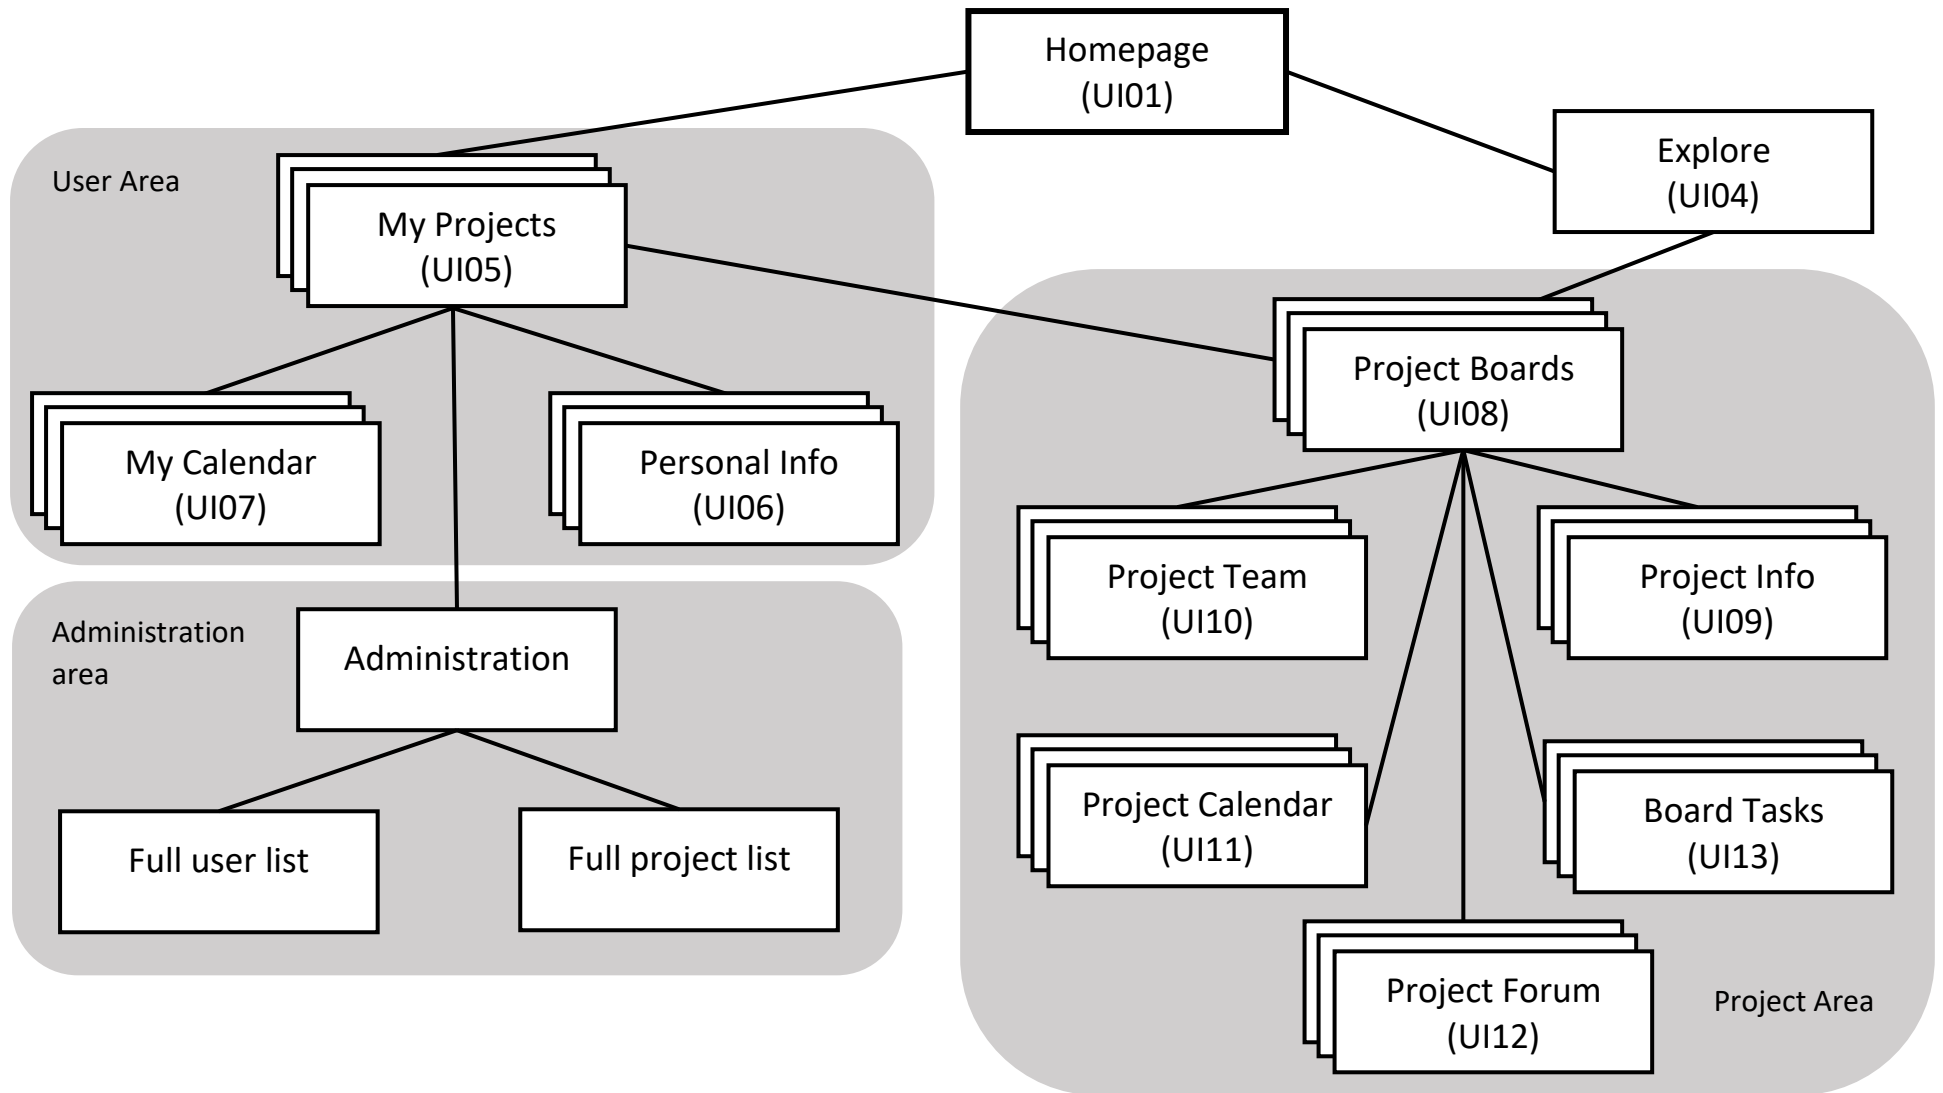 Homepage
(UI01)
Explore
(UI04)
User Area
My Projects
(UI05)
My Calendar
(UI07)
Personal Info
(UI06)
Administration
area
Administration
Full user list
Full project list
Project Boards
(UI08)
Project Team
(UI10)
Project Info
(UI09)
Project Calendar
(UI11)
Board Tasks
(UI13)
Project Forum
(UI12)
Project Area